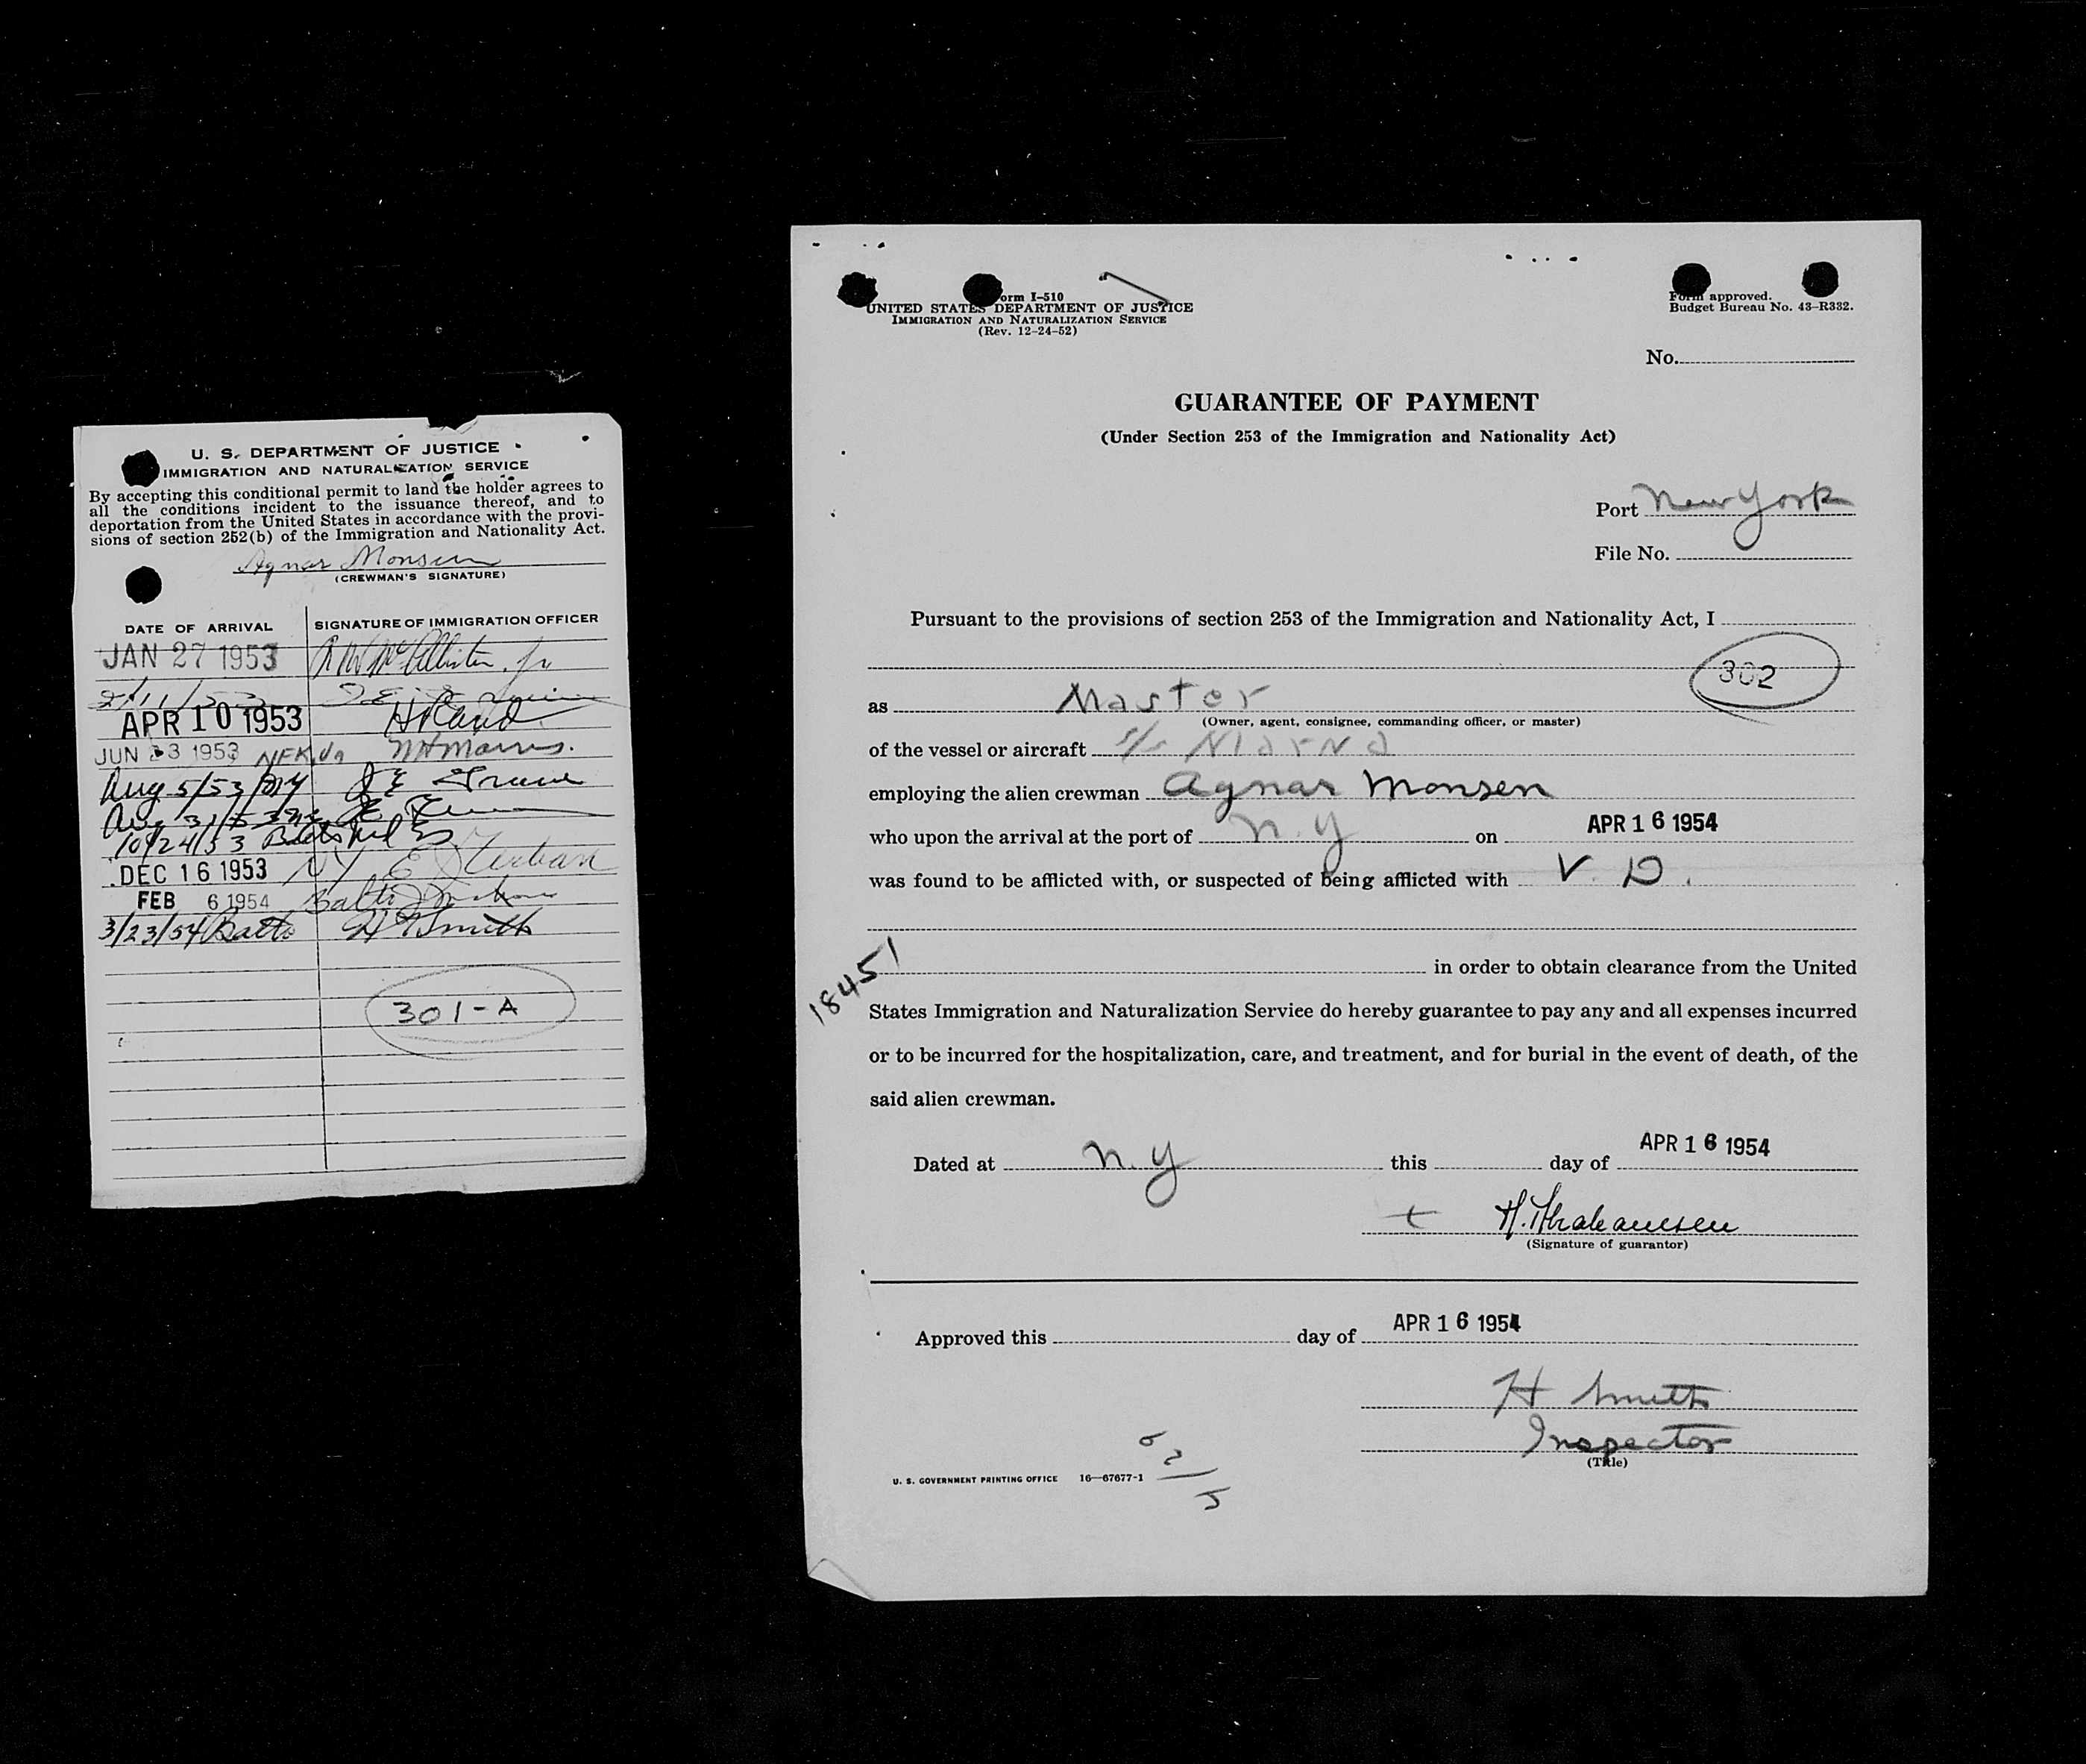 U. S. DEPARTMENT OF JUSTICE
IMMIGRATION AND NATURALIZATION SERVICE
By accepting this conditional permit to land the holder agrees to
all the conditions incident to the issuance thereof, and to
deportation from the United States in accordance with the provi-
sions of section 252(b) of the Immigration and Nationality Act.
Agnar Monsen
(CREWMAN'S SIGNATURE)
DATE OF ARRIVAL SIGNATURE OF IMMIGRATION OFFICER
JAN 27 1953
2/11/53
APR 10 1953
JUN 23 1953 NFK, Va
Aug 5/53
Aug 31/53
10/24/53 Balto Md
DEC 16 1953 NY
FEB 6 1954 Balto
3/23/54 Balto H Smith
301-A
Form I-510
UNITED STATES DEPARTMENT OF JUSTICE
IMMIGRATION AND NATURALIZATION SERVICE
(Rev. 12-24-52)
Form approved.
Budget Bureau No. 43-R332.
No.
GUARANTEE OF PAYMENT
(Under Section 253 of the Immigration and Nationality Act)
Port New York
File No.
Pursuant to the provisions of section 253 of the Immigration and Nationality Act, I
302
as Master
(Owner, agent, consignee, commanding officer, or master)
of the vessel or aircraft S/S
employing the alien crewman Agnar Monsen
who upon the arrival at the port of N.Y on APR 16 1954
was found to be afflicted with, or suspected of being afflicted with V. D.
18451
in order to obtain clearance from the United
States Immigration and Naturalization Service do hereby guarantee to pay any and all expenses incurred
or to be incurred for the hospitalization, care, and treatment, and for burial in the event of death, of the
said alien crewman.
Dated at N.Y this day of APR 16 1954
H. Abrahamsen
(Signature of guarantor)
Approved this day of APR 16 1954
H Smith
Inspector
(Title)
U. S. GOVERNMENT PRINTING OFFICE 16—67677-1